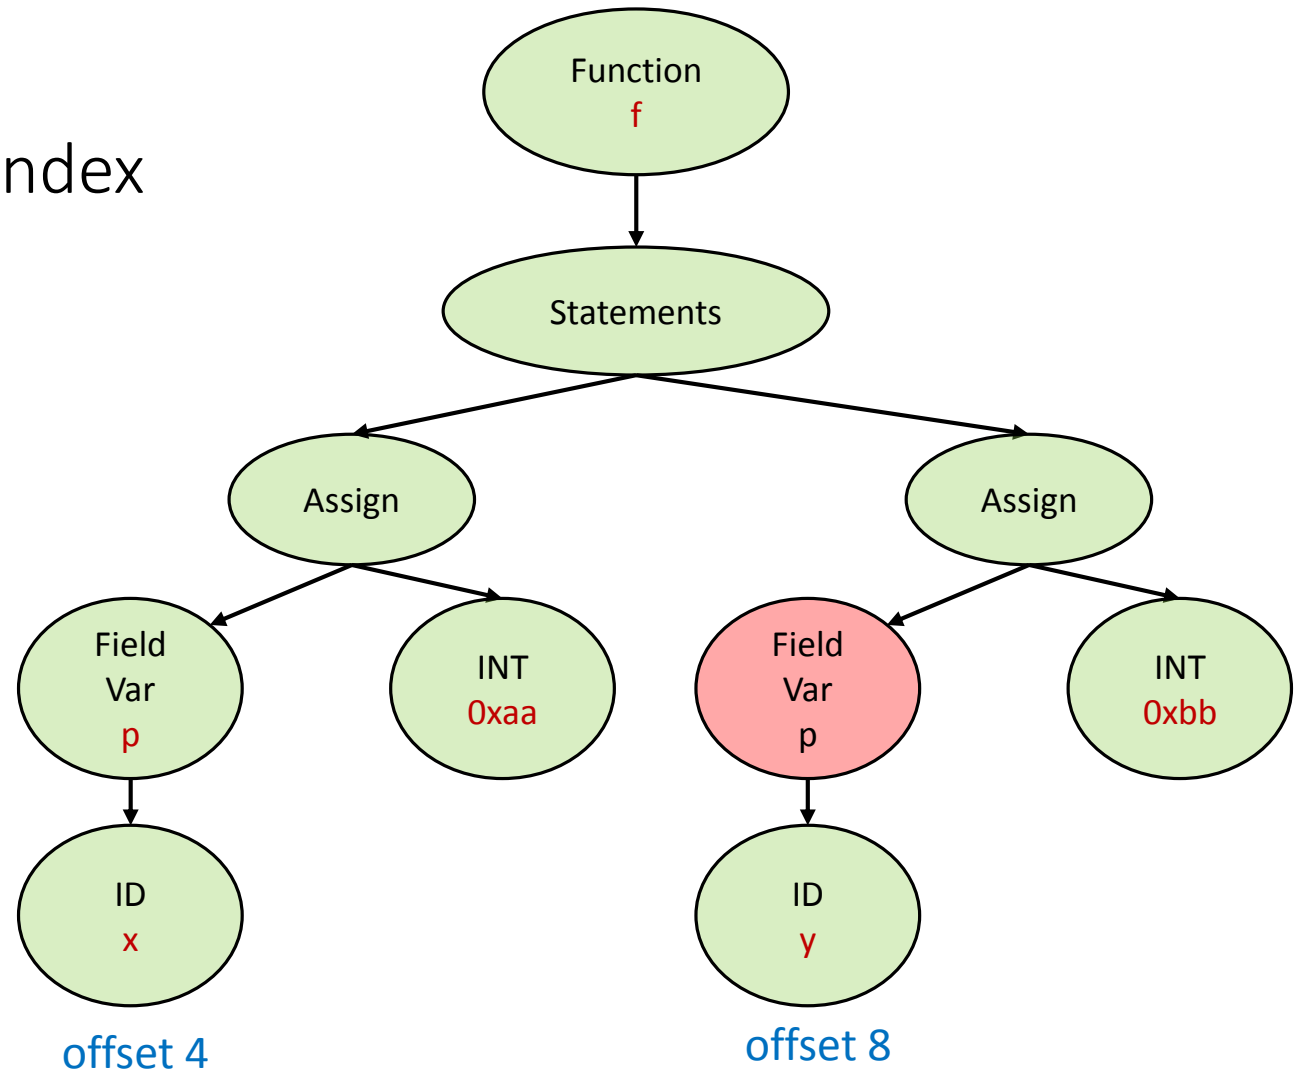 Function
f
ndex
Statements
Assign
Assign
Field
Var
p
INT
0xaa
Field
Var
p
INT
0xbb
ID
x
ID
y
offset 4
offset 8